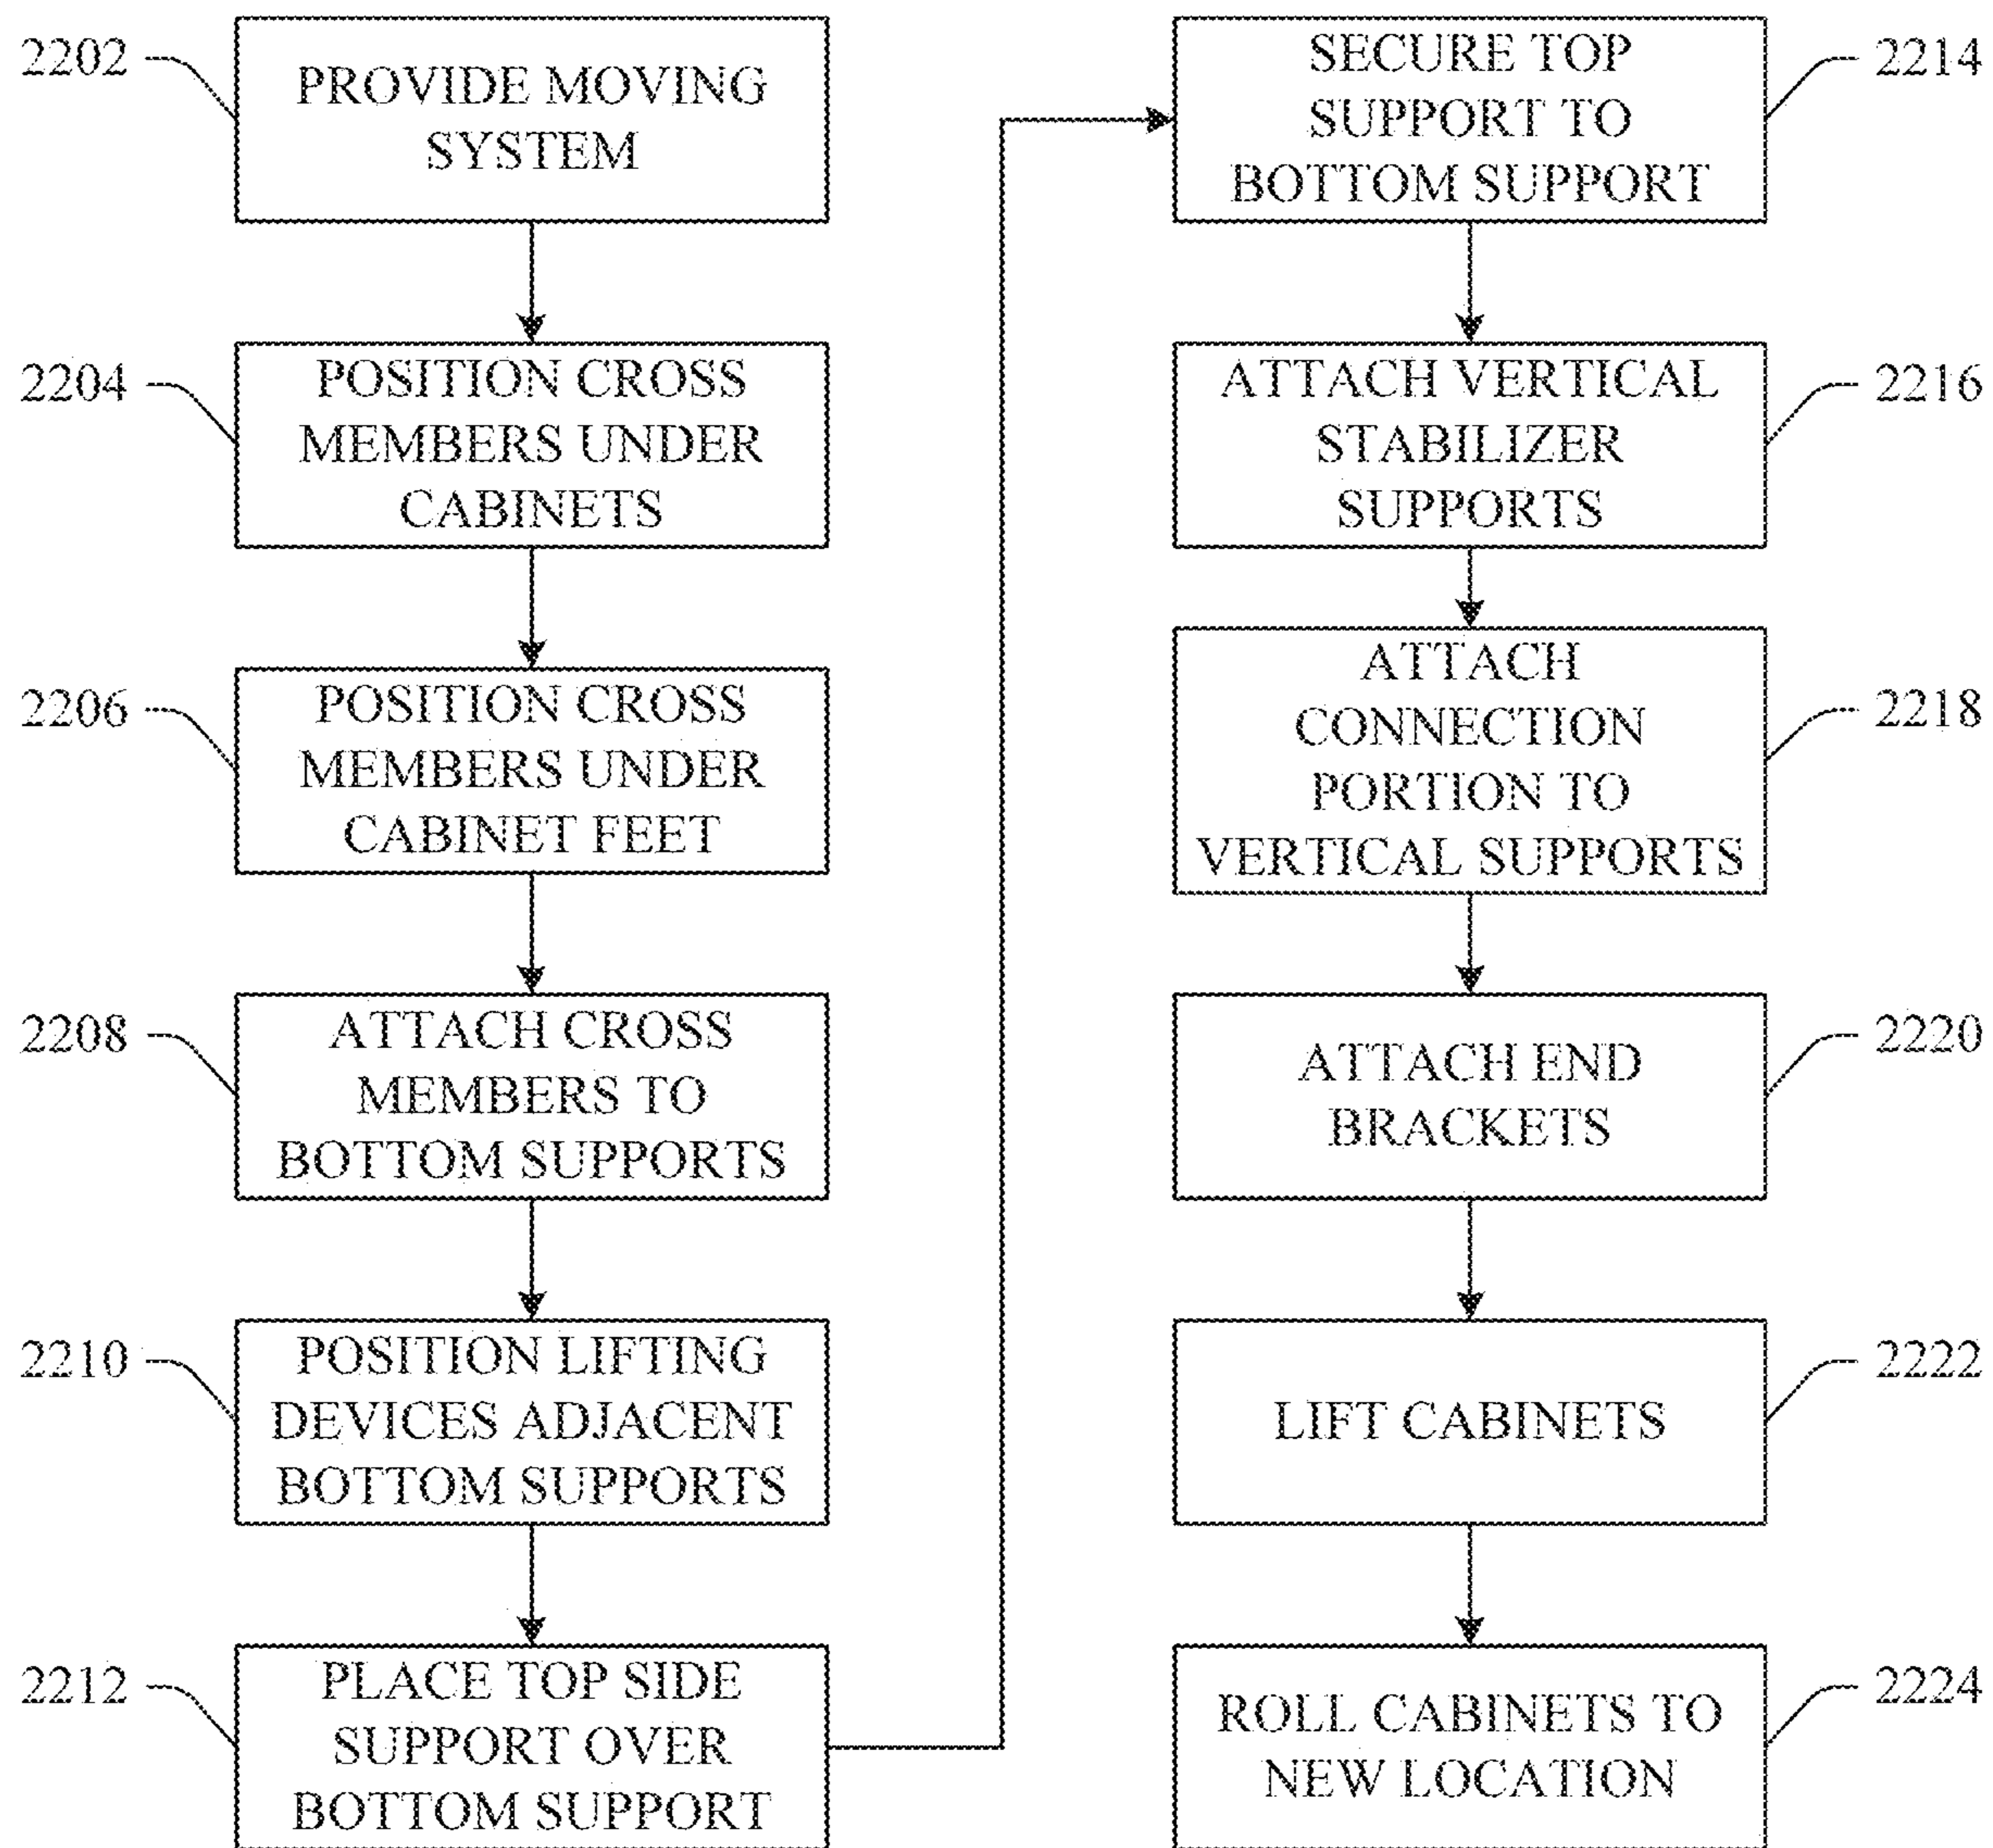 2202
PROVIDE MOVING
SYSTEM
2204
POSITION CROSS
MEMBERS UNDER
CABINETS
2206
POSITION CROSS
MEMBERS UNDER
CABINET FEET
2208
ATTACH CROSS
MEMBERS TO
BOTTOM SUPPORTS
2210
POSITION LIFTING
DEVICES ADJACENT
BOTTOM SUPPORTS
2212
PLACE TOP SIDE
SUPPORT OVER
BOTTOM SUPPORT
SECURE TOP
SUPPORT TO
BOTTOM SUPPORT
2214
ATTACH VERTICAL
STABILIZER
SUPPORTS
2216
ATTACH
CONNECTION
PORTION TO
VERTICAL SUPPORTS
2218
ATTACH END
BRACKETS
2220
LIFT CABINETS
2222
ROLL CABINETS TO
NEW LOCATION
2224